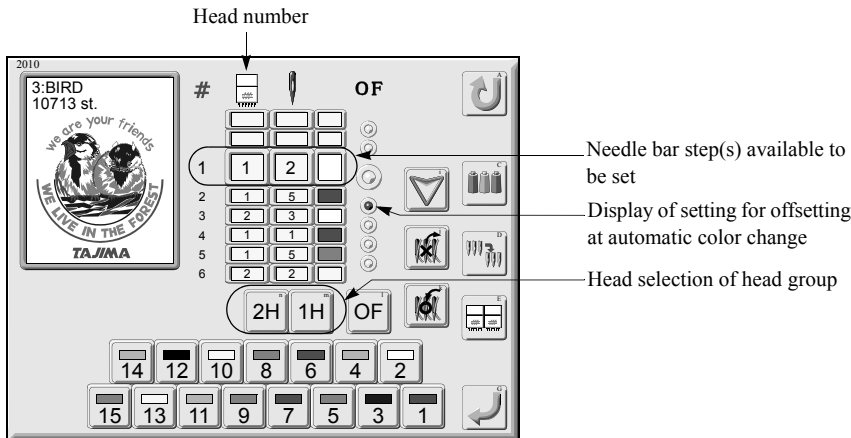 Head number
2010
3:BIRD
10713 st.
# OF
we are your friends
WE LIVE IN THE FOREST
TAJIMA
1 1 2
2 1 5
3 2 3
4 1 1
5 1 5
6 2 2
Needle bar step(s) available to
be set
Display of setting for offsetting
at automatic color change
Head selection of head group
2H n 1H m OF l
14 12 10 8 6 4 2
15 13 11 9 7 5 3 1
A
C
D
E
G